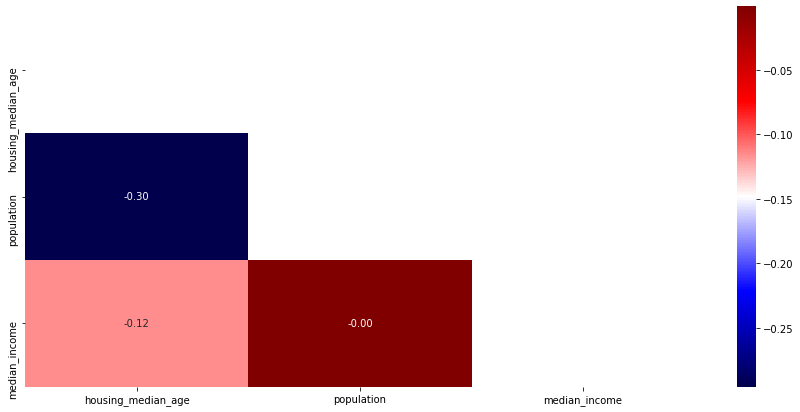 housing_median_age
population
median_income
-0.30
-0.12
-0.00
housing_median_age
population
median_income
−0.05
−0.10
−0.15
−0.20
−0.25